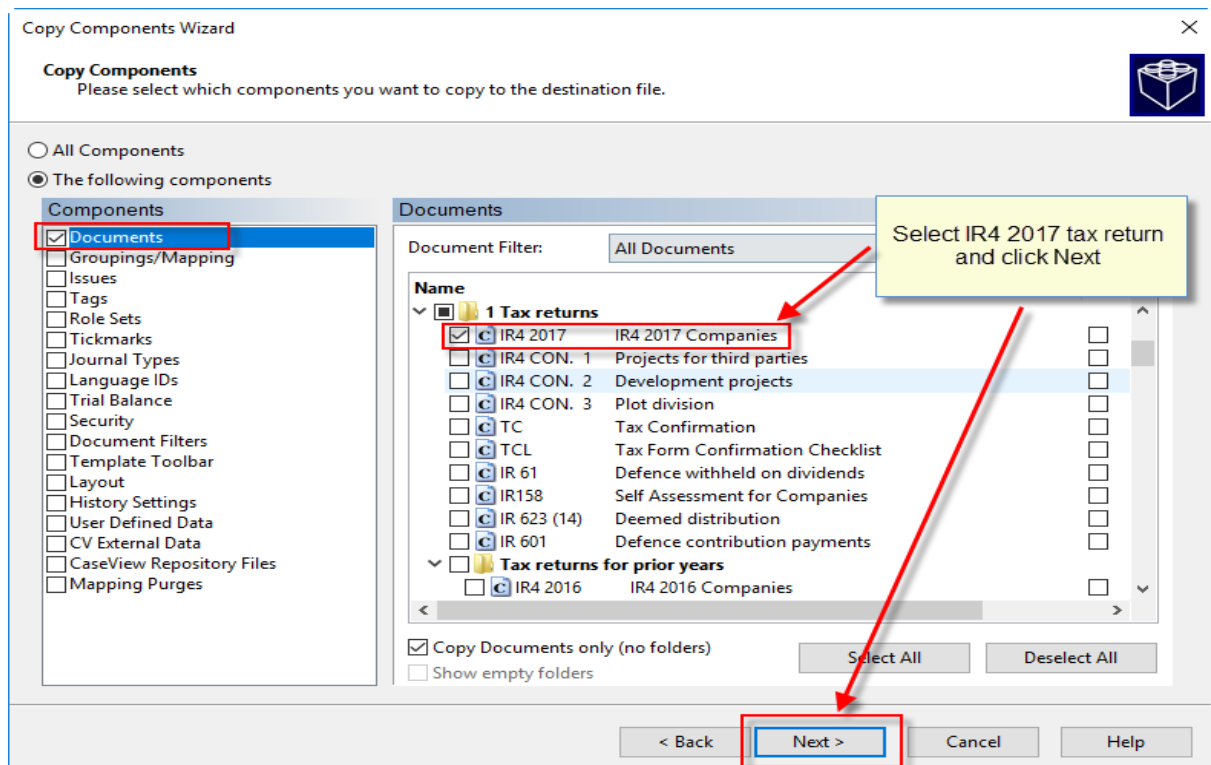 Copy Components Wizard
Copy Components
Please select which components you want to copy to the destination file.
All Components
The following components
Components
Documents
Groupings/Mapping
Issues
Tags
Role Sets
Tickmarks
Journal Types
Language IDs
Trial Balance
Security
Document Filters
Template Toolbar
Layout
History Settings
User Defined Data
CV External Data
CaseView Repository Files
Mapping Purges
Documents
Document Filter: All Documents
Select IR4 2017 tax return
and click Next
Name
1 Tax returns
IR4 2017 IR4 2017 Companies
IR4 CON. 1 Projects for third parties
IR4 CON. 2 Development projects
IR4 CON. 3 Plot division
TC Tax Confirmation
TCL Tax Form Confirmation Checklist
IR 61 Defence withheld on dividends
IR158 Self Assessment for Companies
IR 623 (14) Deemed distribution
IR 601 Defence contribution payments
Tax returns for prior years
IR4 2016 IR4 2016 Companies
Copy Documents only (no folders)
Show empty folders
Select All Deselect All
< Back Next > Cancel Help